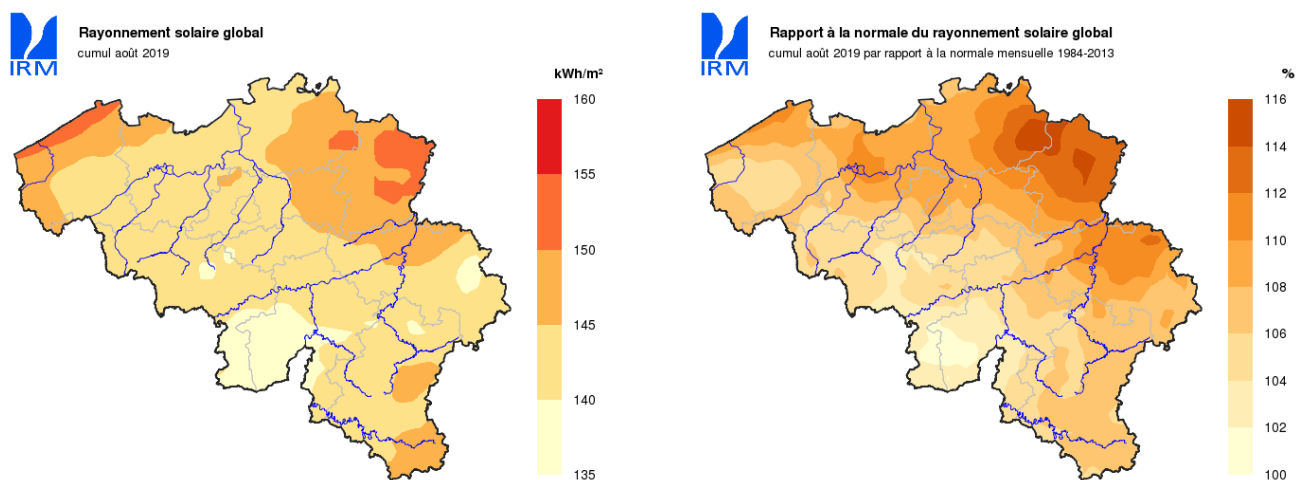 IRM
Rayonnement solaire global
cumul août 2019
kWh/m²
160
155
150
145
140
135
IRM
Rapport à la normale du rayonnement solaire global
cumul août 2019 par rapport à la normale mensuelle 1984-2013
%
116
114
112
110
108
106
104
102
100